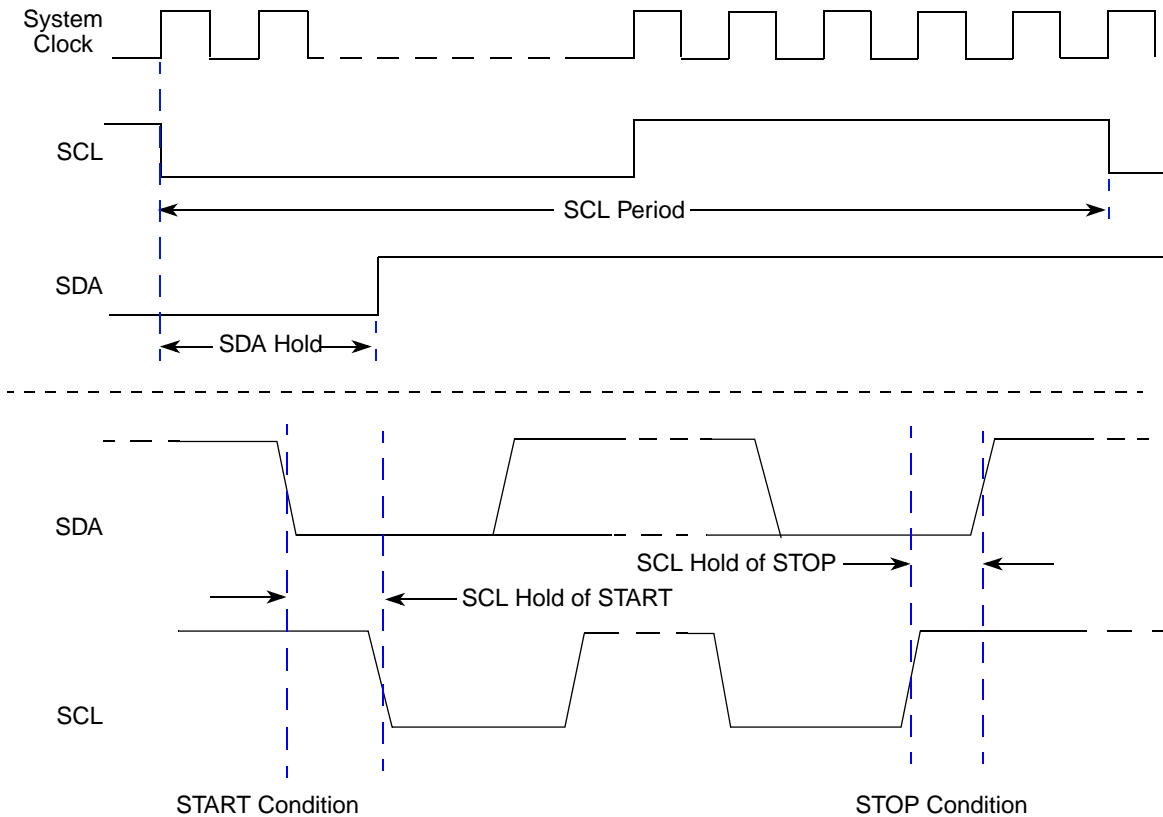 System
Clock
SCL
SCL Period
SDA
SDA Hold
SDA
SCL Hold of STOP
SCL Hold of START
SCL
START Condition
STOP Condition